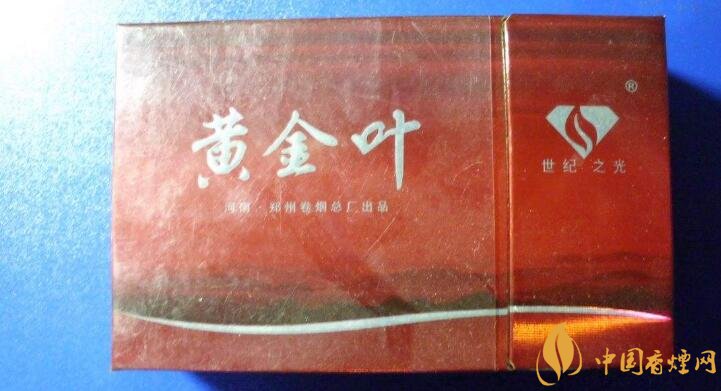 黄金叶
河南·郑州卷烟总厂出品
®
世纪之光
中国香煙网